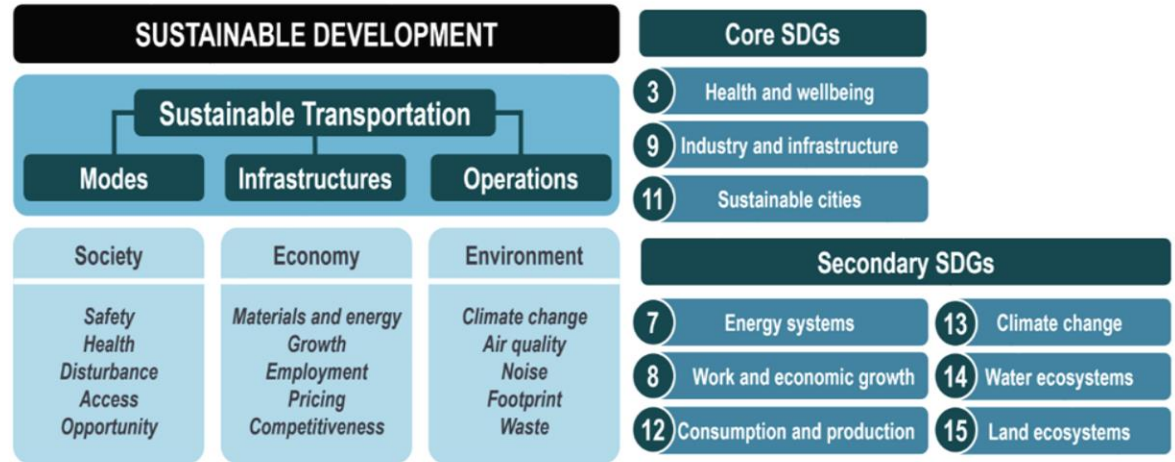 SUSTAINABLE DEVELOPMENT
Sustainable Transportation
Modes
Infrastructures
Operations
Society
Safety
Health
Disturbance
Access
Opportunity
Economy
Materials and energy
Growth
Employment
Pricing
Competitiveness
Environment
Climate change
Air quality
Noise
Footprint
Waste
Core SDGs
3 Health and wellbeing
9 Industry and infrastructure
11 Sustainable cities
Secondary SDGs
7 Energy systems
8 Work and economic growth
12 Consumption and production
13 Climate change
14 Water ecosystems
15 Land ecosystems